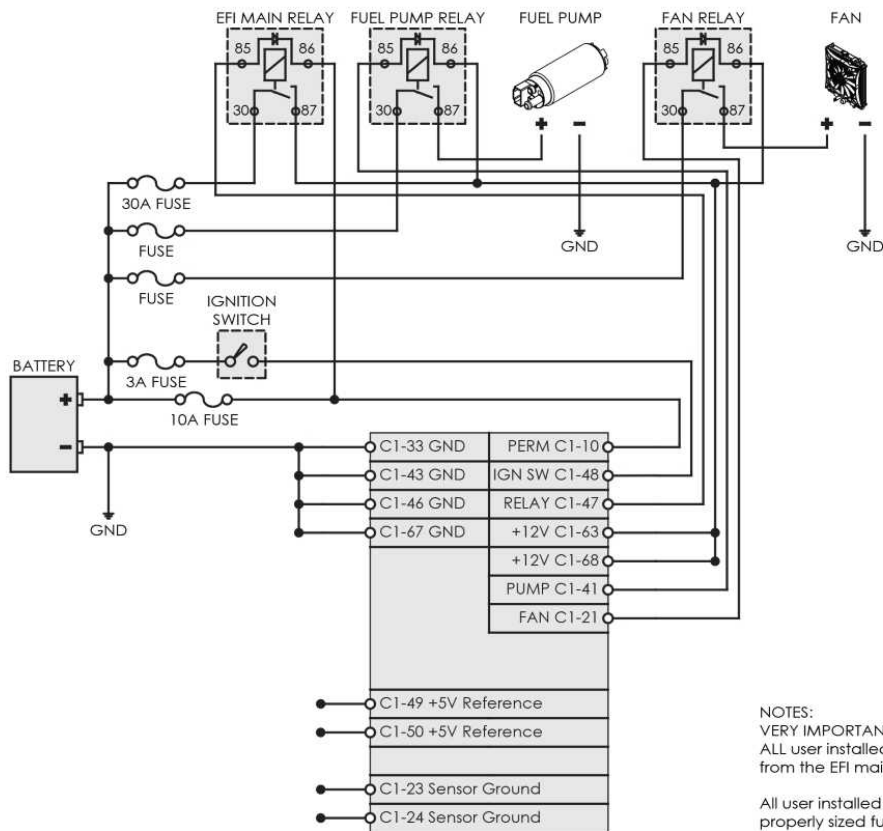 EFI MAIN RELAY
FUEL PUMP RELAY
FUEL PUMP
FAN RELAY
FAN
85 86
30 87
85 86
30 87
+ -
85 86
30 87
+ -
30A FUSE
FUSE
FUSE
GND
GND
IGNITION
SWITCH
3A FUSE
BATTERY
+
-
10A FUSE
GND
C1-33 GND
PERM C1-10
C1-43 GND
IGN SW C1-48
C1-46 GND
RELAY C1-47
C1-67 GND
+12V C1-63
+12V C1-68
PUMP C1-41
FAN C1-21
C1-49 +5V Reference
C1-50 +5V Reference
C1-23 Sensor Ground
C1-24 Sensor Ground
NOTES:
VERY IMPORTAN
ALL user installed
from the EFI mai
All user installed
properly sized fu